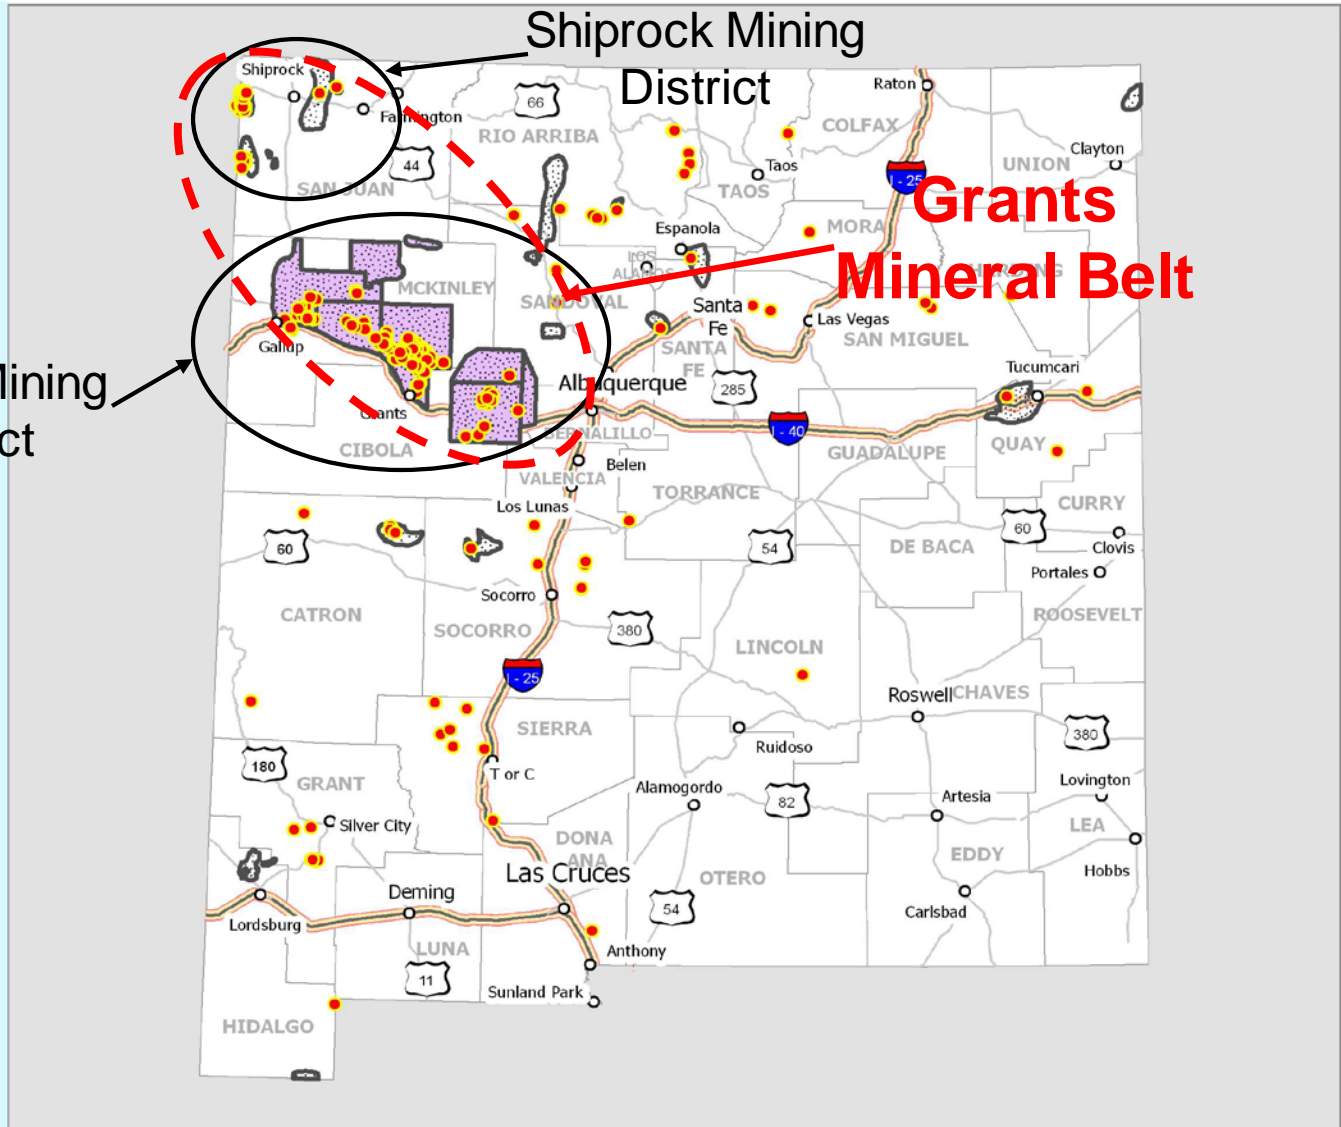 Shiprock Mining
District
Grants
Mineral Belt
Mining
ct
Shiprock
Farmington
66
RIO ARRIBA
44
SAN JUAN
Raton
COLFAX
UNION
Clayton
I - 25
Taos
TAOS
MORA
HARDING
Espanola
LOS
ALAMOS
MCKINLEY
SANDOVAL
Santa
Fe
Las Vegas
SAN MIGUEL
SANTA
FE
Gallup
Grants
CIBOLA
Albuquerque
285
BERNALILLO
I - 40
Tucumcari
QUAY
GUADALUPE
Belen
VALENCIA
Los Lunas
TORRANCE
CURRY
60
54
DE BACA
60
Clovis
Portales
Socorro
CATRON
SOCORRO
380
ROOSEVELT
LINCOLN
I - 25
Roswell
CHAVES
SIERRA
380
Ruidoso
180
T or C
GRANT
Alamogordo
82
Lovington
Artesia
Silver City
LEA
DONA
ANA
EDDY
Hobbs
Las Cruces
OTERO
Deming
54
Carlsbad
Lordsburg
LUNA
Anthony
11
Sunland Park
HIDALGO